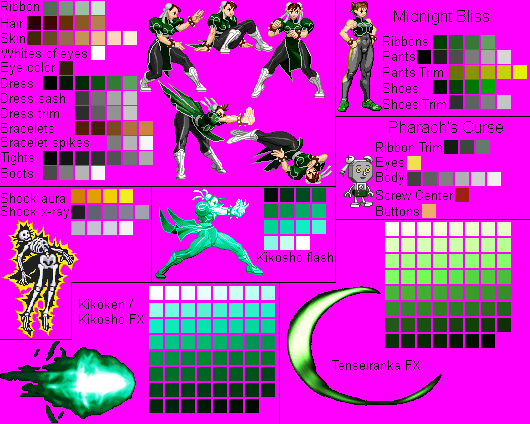 Ribbon
Hair
Skin
Whites of eyes
Eye color
Dress
Dress sash
Dress trim
Bracelets
Bracelet spikes
Tights
Boots
Midnight Bliss
Ribbons
Pants
Pants Trim
Shoes
Shoes Trim
Pharaoh's Curse
Ribbon Trim
Eyes
Body
Screw Center
Buttons
Shock aura
Shock x-ray
Kikosho flash
Kikoken /
Kikosho FX
Tenseiranka FX